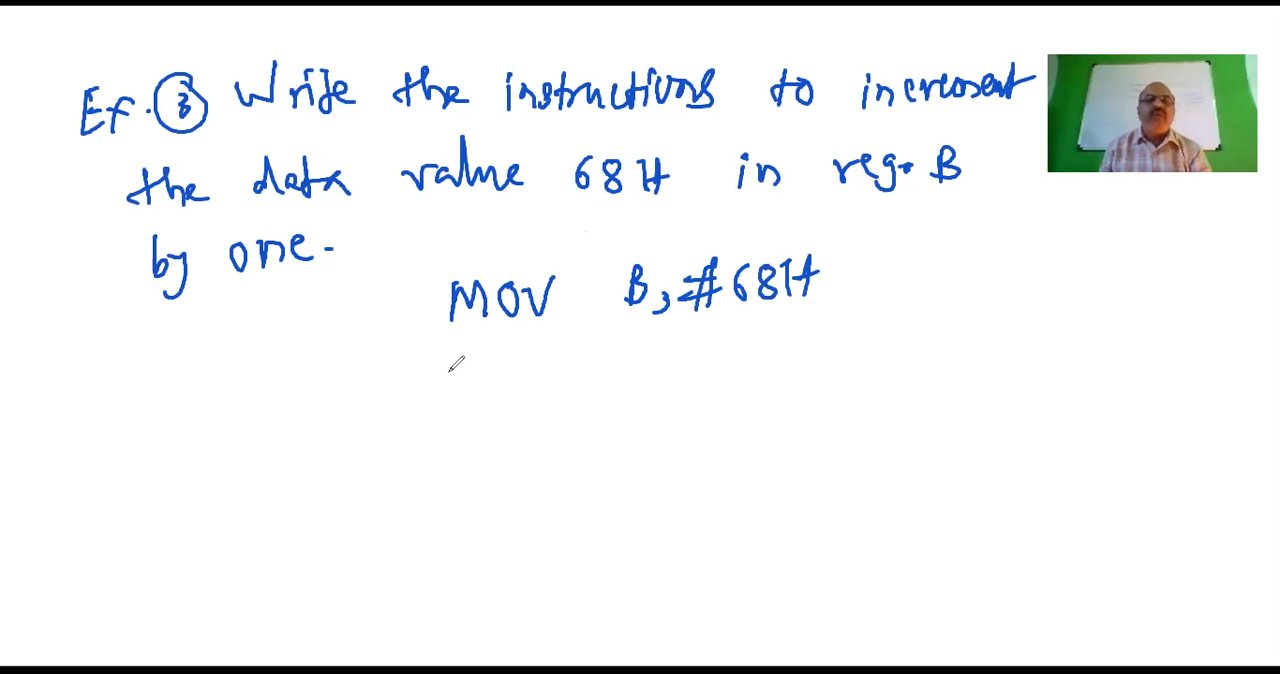 Ex. 3 Write the instructions to increment
the data value 68H in reg. B
by one.
MOV B, #68H